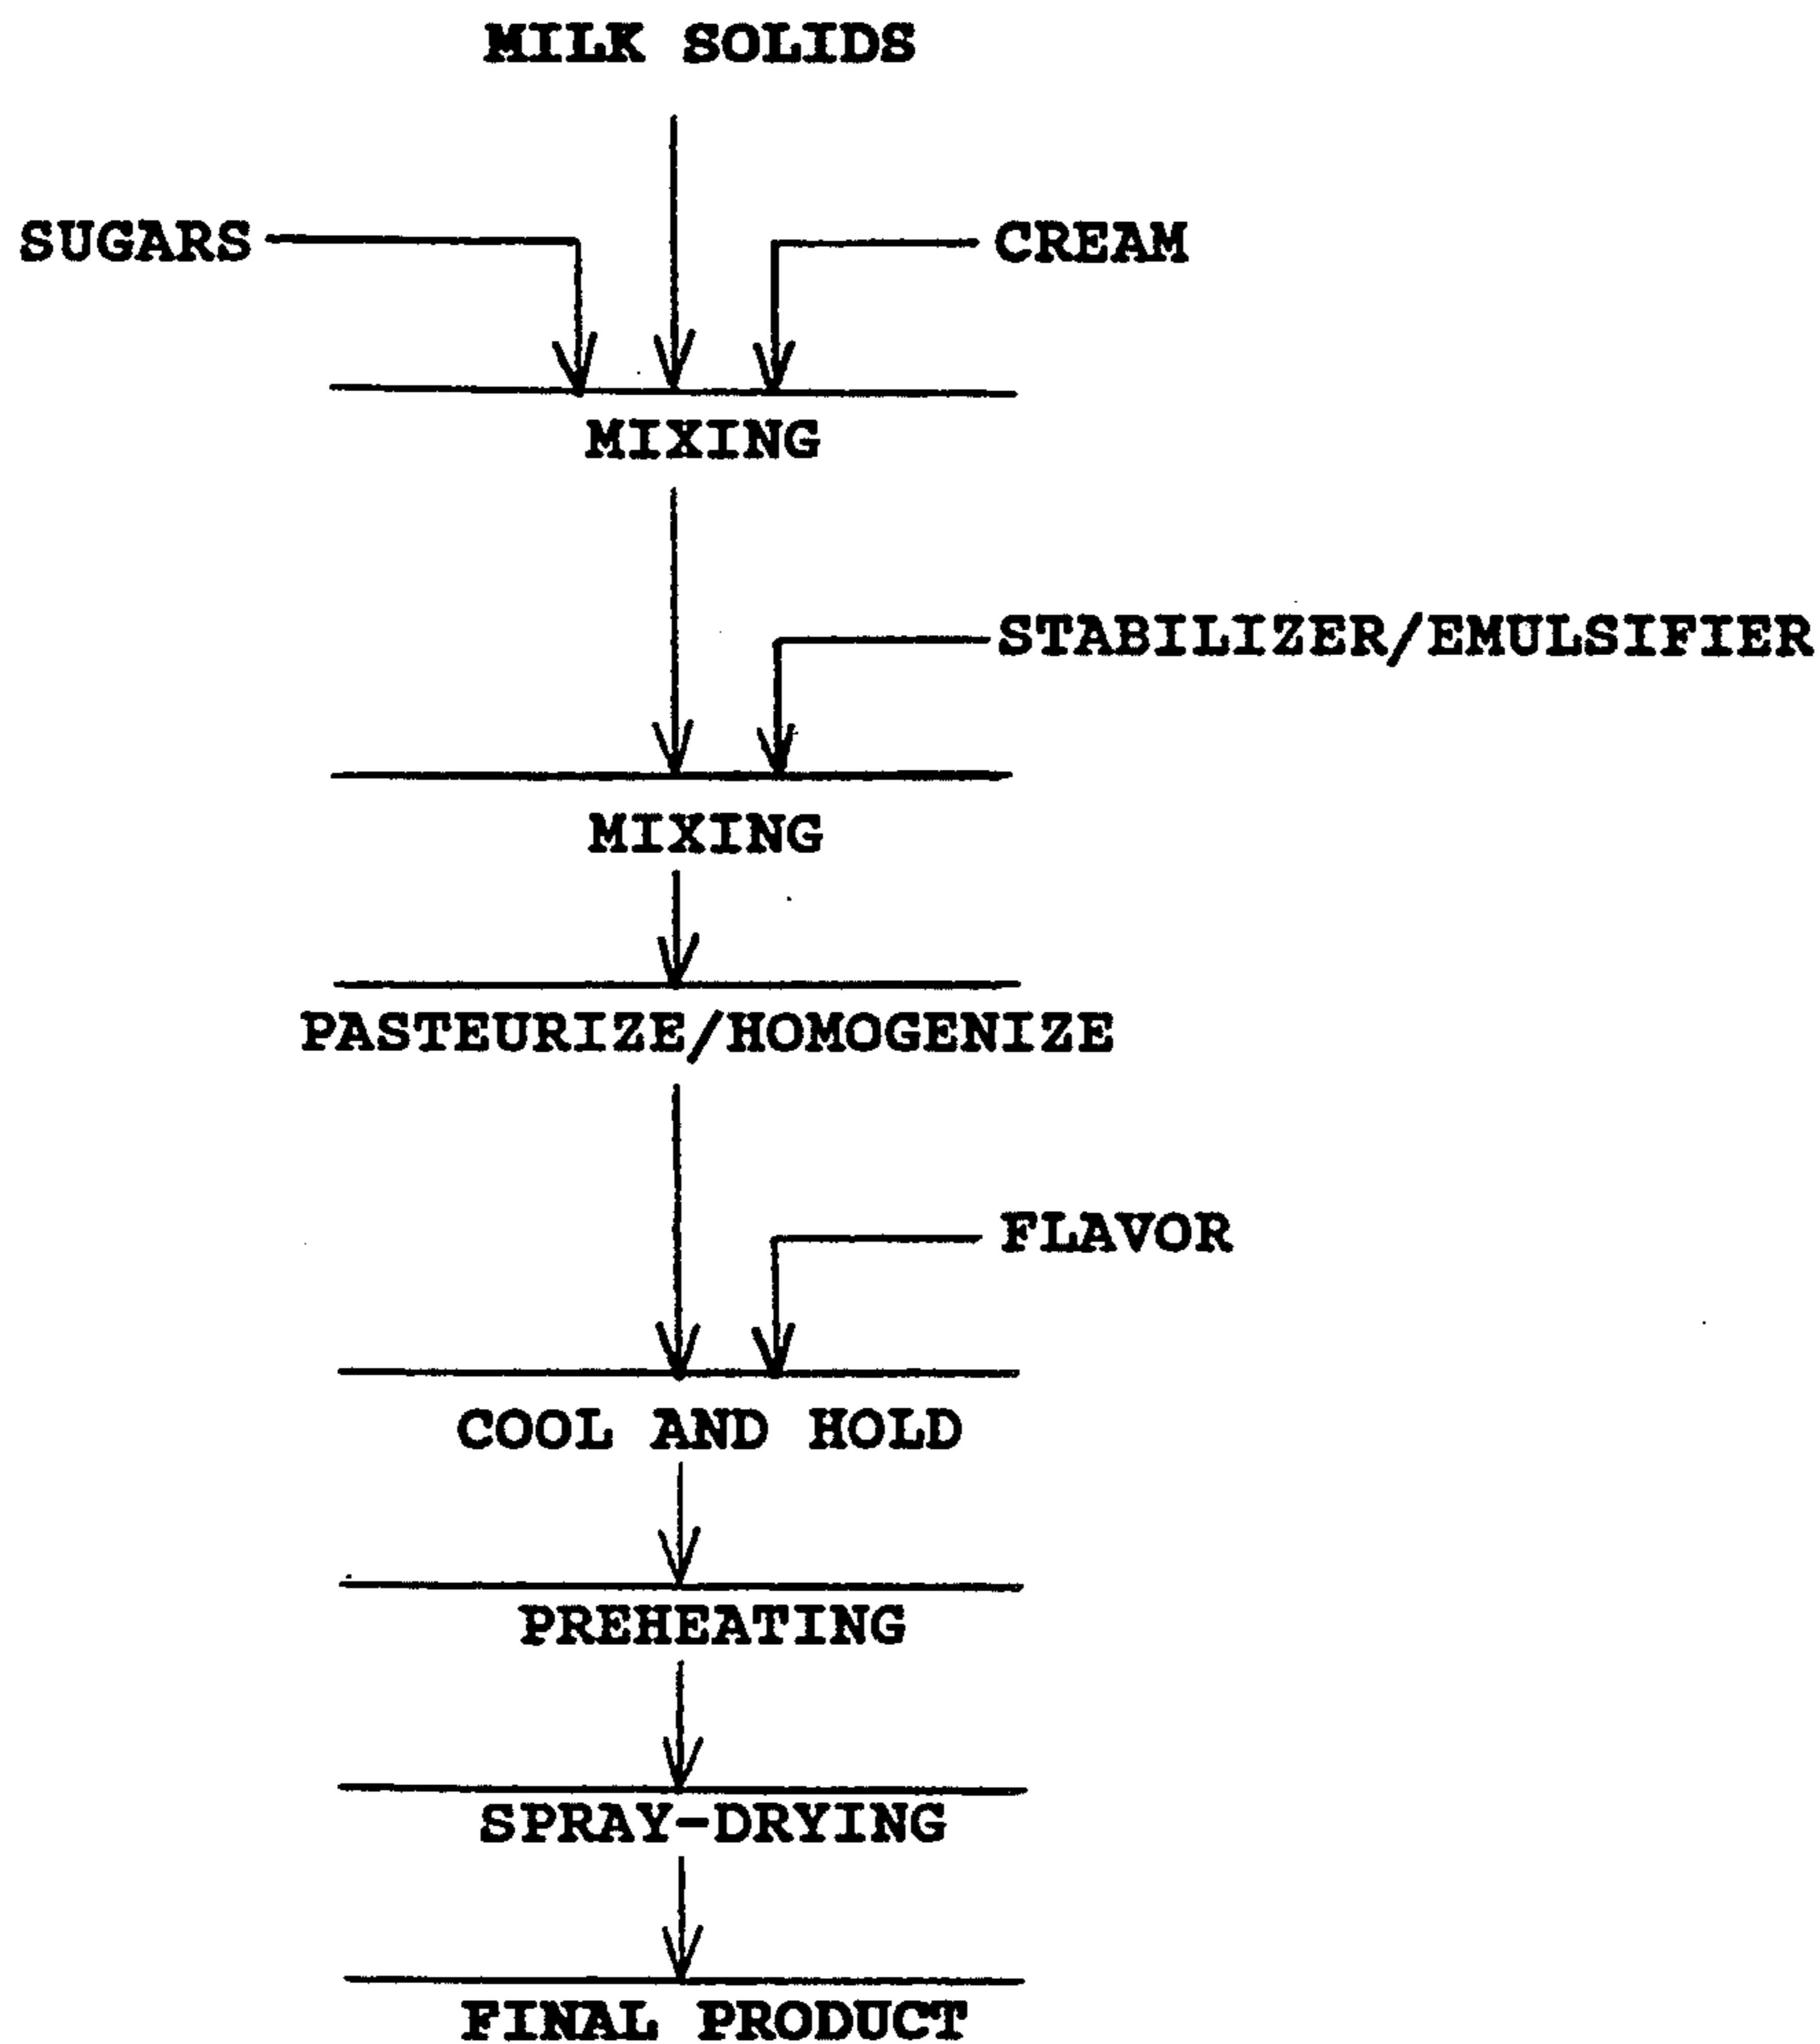 MILK SOLIDS
SUGARS
CREAM
MIXING
STABILIZER/EMULSIFIER
MIXING
PASTEURIZE/HOMOGENIZE
FLAVOR
COOL AND HOLD
PREHEATING
SPRAY-DRYING
FINAL PRODUCT